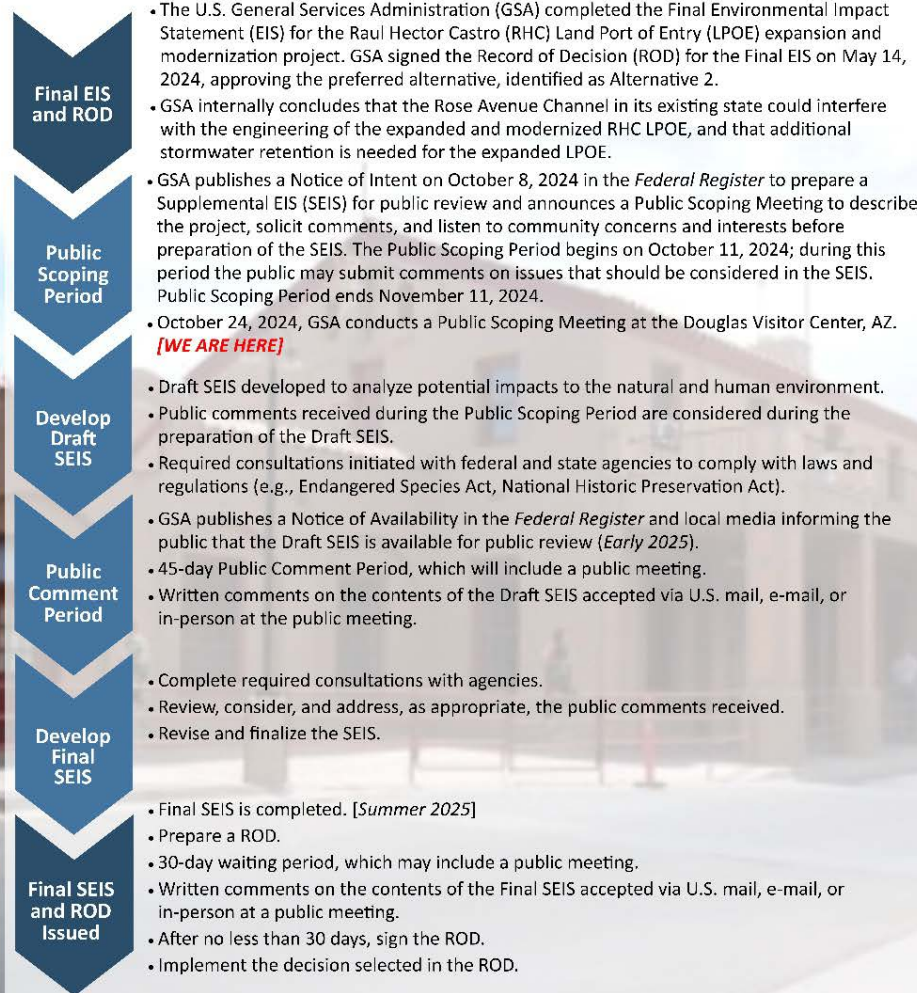 Final EIS
and ROD
• The U.S. General Services Administration (GSA) completed the Final Environmental Impact
Statement (EIS) for the Raul Hector Castro (RHC) Land Port of Entry (LPOE) expansion and
modernization project. GSA signed the Record of Decision (ROD) for the Final EIS on May 14,
2024, approving the preferred alternative, identified as Alternative 2.
• GSA internally concludes that the Rose Avenue Channel in its existing state could interfere
with the engineering of the expanded and modernized RHC LPOE, and that additional
stormwater retention is needed for the expanded LPOE.
Public
Scoping
Period
• GSA publishes a Notice of Intent on October 8, 2024 in the Federal Register to prepare a
Supplemental EIS (SEIS) for public review and announces a Public Scoping Meeting to describe
the project, solicit comments, and listen to community concerns and interests before
preparation of the SEIS. The Public Scoping Period begins on October 11, 2024; during this
period the public may submit comments on issues that should be considered in the SEIS.
Public Scoping Period ends November 11, 2024.
• October 24, 2024, GSA conducts a Public Scoping Meeting at the Douglas Visitor Center, AZ.
[WE ARE HERE]
Develop
Draft
SEIS
• Draft SEIS developed to analyze potential impacts to the natural and human environment.
• Public comments received during the Public Scoping Period are considered during the
preparation of the Draft SEIS.
• Required consultations initiated with federal and state agencies to comply with laws and
regulations (e.g., Endangered Species Act, National Historic Preservation Act).
Public
Comment
Period
• GSA publishes a Notice of Availability in the Federal Register and local media informing the
public that the Draft SEIS is available for public review (Early 2025).
• 45-day Public Comment Period, which will include a public meeting.
• Written comments on the contents of the Draft SEIS accepted via U.S. mail, e-mail, or
in-person at the public meeting.
Develop
Final
SEIS
• Complete required consultations with agencies.
• Review, consider, and address, as appropriate, the public comments received.
• Revise and finalize the SEIS.
Final SEIS
and ROD
Issued
• Final SEIS is completed. [Summer 2025]
• Prepare a ROD.
• 30-day waiting period, which may include a public meeting.
• Written comments on the contents of the Final SEIS accepted via U.S. mail, e-mail, or
in-person at a public meeting.
• After no less than 30 days, sign the ROD.
• Implement the decision selected in the ROD.